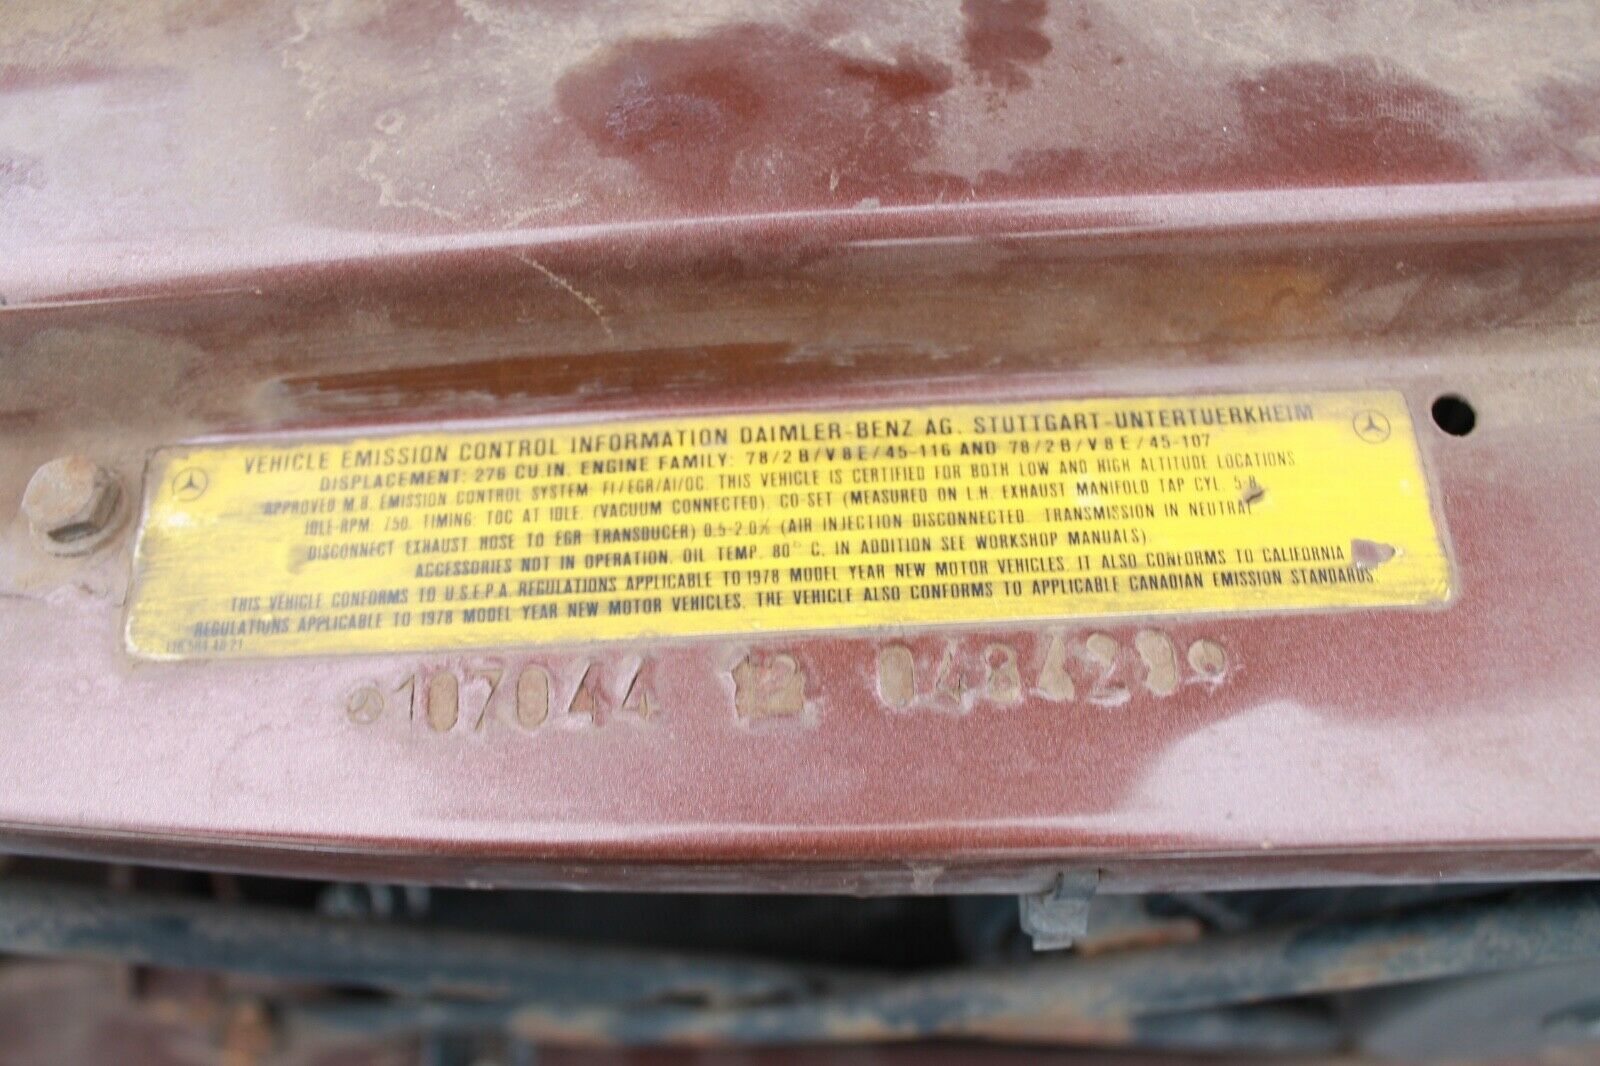 VEHICLE EMISSION CONTROL INFORMATION DAIMLER-BENZ AG. STUTTGART-UNTERTUERKHEIM
DISPLACEMENT: 276 CU.IN. ENGINE FAMILY: 78/2B/V8E/45-116 AND 78/2B/V8E/45-107
APPROVED M.B. EMISSION CONTROL SYSTEM: FI/EGR/AI/OC. THIS VEHICLE IS CERTIFIED FOR BOTH LOW AND HIGH ALTITUDE LOCATIONS
IDLE-RPM. 750. TIMING: TDC AT IDLE. (VACUUM CONNECTED). CO-SET (MEASURED ON L.H. EXHAUST MANIFOLD TAP CYL. 5-8
DISCONNECT EXHAUST HOSE TO EGR TRANSDUCER) 0.5-2.0% (AIR INJECTION DISCONNECTED. TRANSMISSION IN NEUTRAL
ACCESSORIES NOT IN OPERATION. OIL TEMP. 80° C. IN ADDITION SEE WORKSHOP MANUALS).
THIS VEHICLE CONFORMS TO U.S.E.P.A. REGULATIONS APPLICABLE TO 1978 MODEL YEAR NEW MOTOR VEHICLES. IT ALSO CONFORMS TO CALIFORNIA
REGULATIONS APPLICABLE TO 1978 MODEL YEAR NEW MOTOR VEHICLES. THE VEHICLE ALSO CONFORMS TO APPLICABLE CANADIAN EMISSION STANDARDS.
107044 12 048429